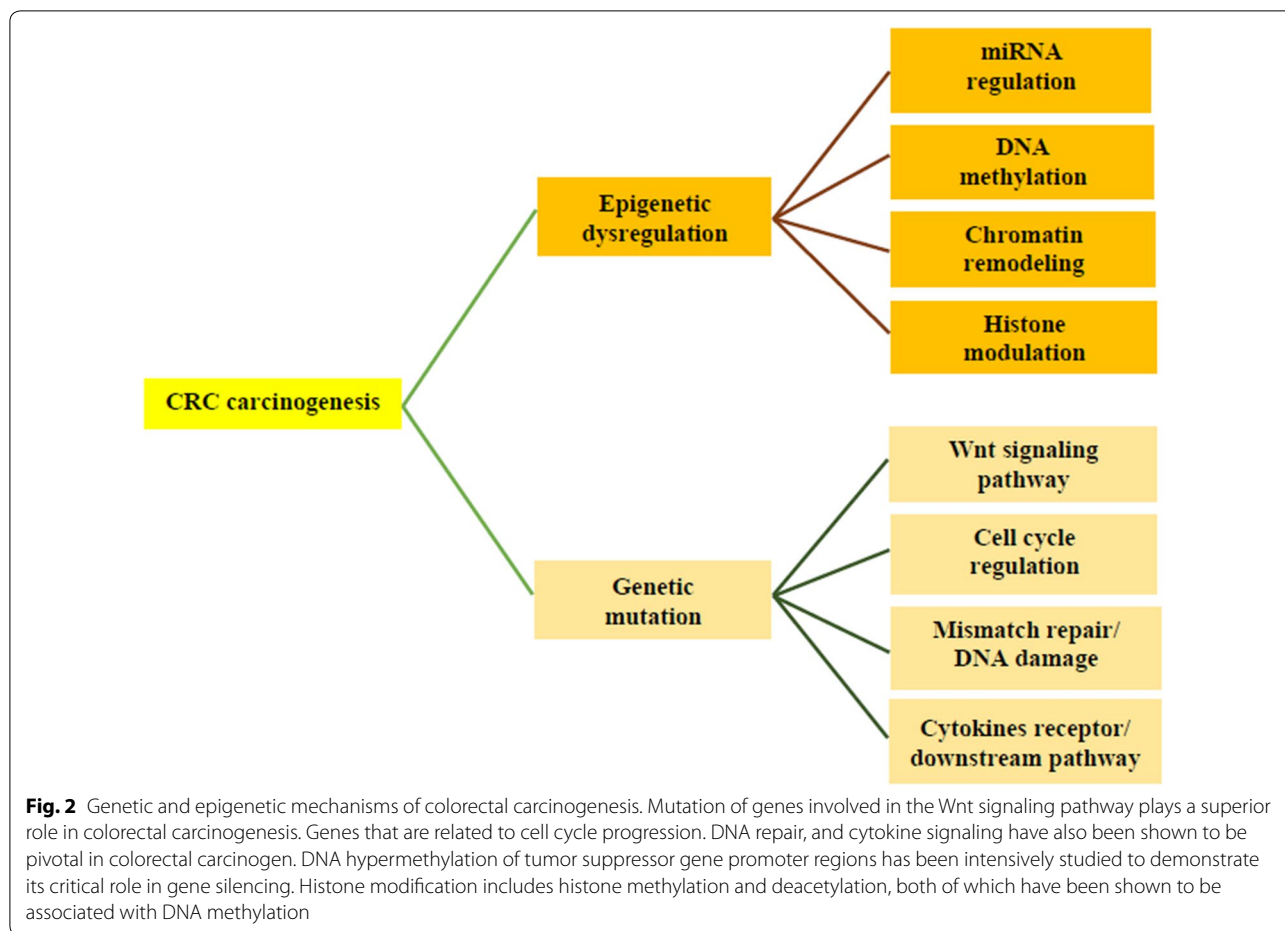 miRNA
regulation
DNA
methylation
Epigenetic
dysregulation
Chromatin
remodeling
Histone
modulation
CRC carcinogenesis
Wnt signaling
pathway
Cell cycle
regulation
Genetic
mutation
Mismatch repair/
DNA damage
Cytokines receptor/
downstream pathway
Fig. 2 Genetic and epigenetic mechanisms of colorectal carcinogenesis. Mutation of genes involved in the Wnt signaling pathway plays a superior
role in colorectal carcinogenesis. Genes that are related to cell cycle progression. DNA repair, and cytokine signaling have also been shown to be
pivotal in colorectal carcinogen. DNA hypermethylation of tumor suppressor gene promoter regions has been intensively studied to demonstrate
its critical role in gene silencing. Histone modification includes histone methylation and deacetylation, both of which have been shown to be
associated with DNA methylation